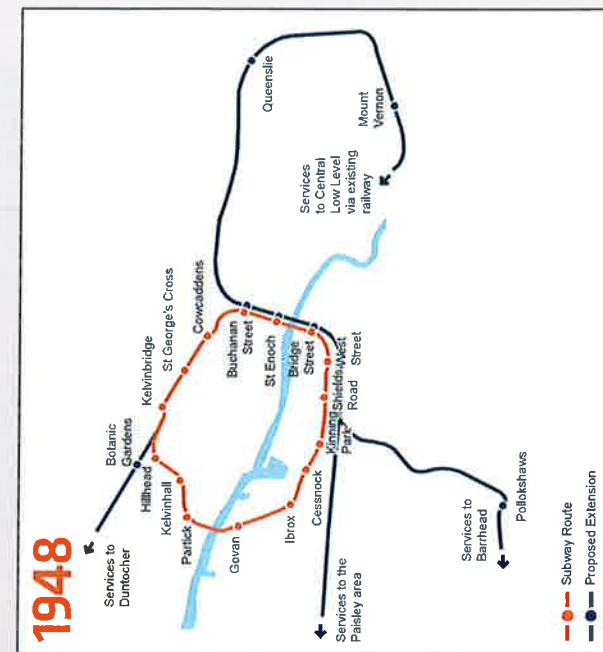 1948
Services to
Duntocher
Botanic
Gardens
Hillhead
Kelvinbridge
St George's Cross
Cowcaddens
Kelvinhall
Partick
Govan
Ibrox
Cessnock
Kinning
Park
Shields
Road
West
Street
Bridge
Street
St Enoch
Buchanan
Street
Queenslie
Mount
Vernon
Services
to Central
Low Level
via existing
railway
Services to the
Paisley area
Services to
Barrhead
Pollokshaws
Subway Route
Proposed Extension